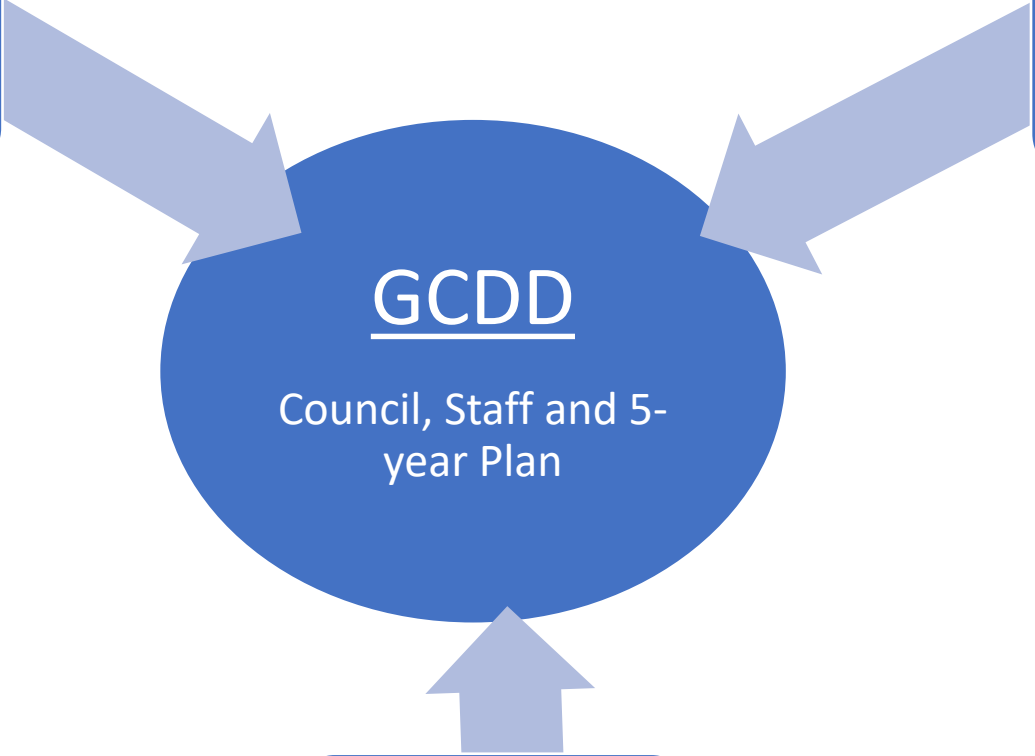 GCDD
Council, Staff and 5-
year Plan